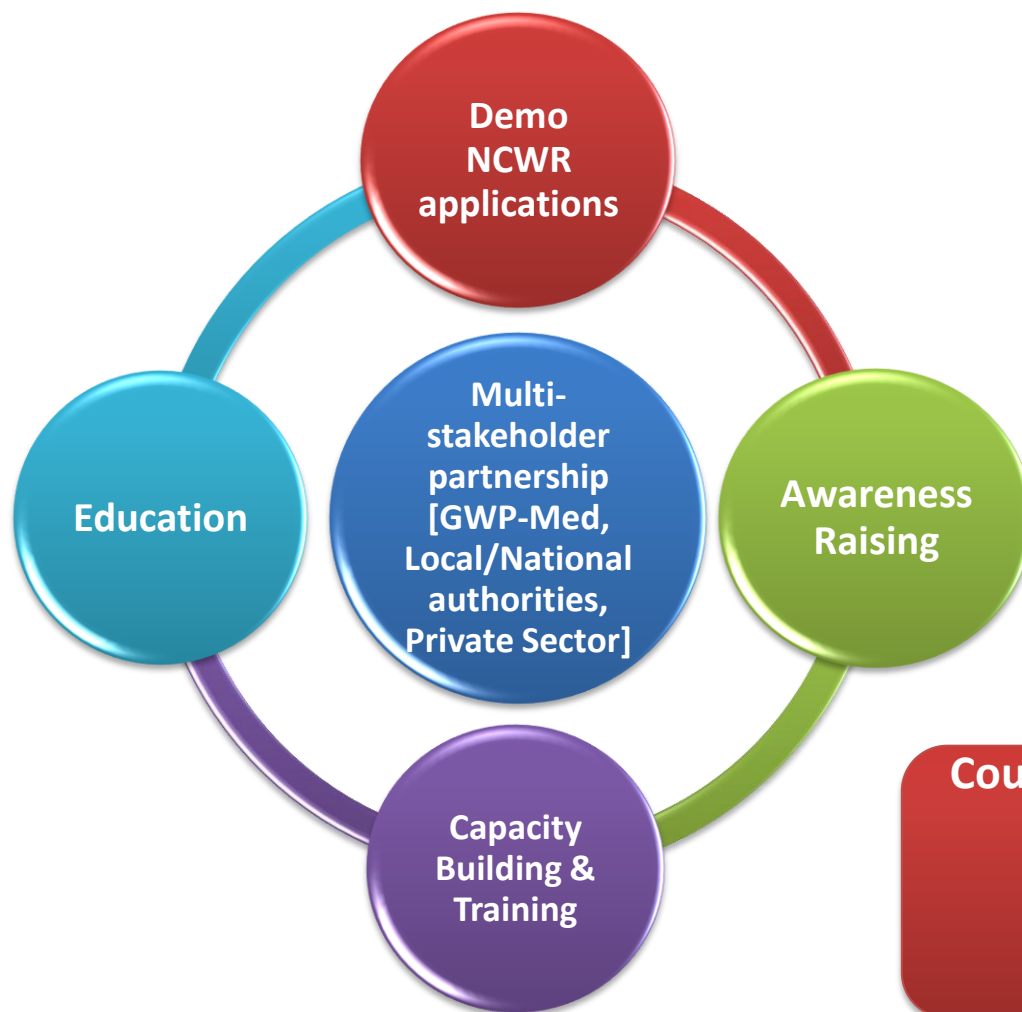 Demo
NCWR
applications
Education
Multi-
stakeholder
partnership
[GWP-Med,
Local/National
authorities,
Private Sector]
Awareness
Raising
Capacity
Building &
Training
Cou